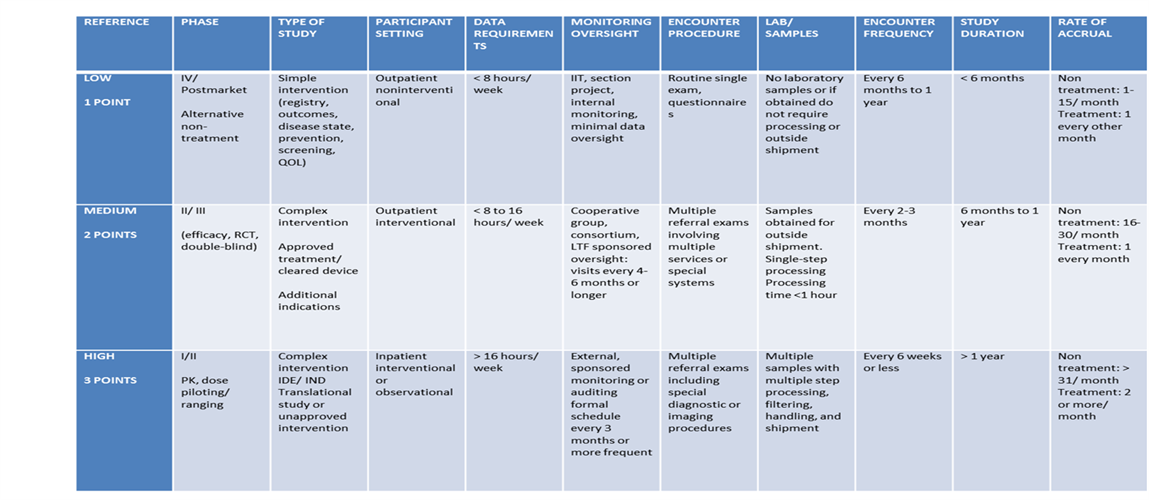 REFERENCE
PHASE
TYPE OF
STUDY
PARTICIPANT
SETTING
DATA
REQUIREMEN
TS
MONITORING
OVERSIGHT
ENCOUNTER
PROCEDURE
LAB/
SAMPLES
ENCOUNTER
FREQUENCY
STUDY
DURATION
RATE OF
ACCRUAL
LOW
1 POINT
IV/
Postmarket
Alternative
non-
treatment
Simple
intervention
(registry,
outcomes,
disease state,
prevention,
screening,
QOL)
Outpatient
noninterventi
onal
< 8 hours/
week
IIT, section
project,
internal
monitoring,
minimal data
oversight
Routine single
exam,
questionnaire
s
No laboratory
samples or if
obtained do
not require
processing or
outside
shipment
Every 6
months to 1
year
< 6 months
Non
treatment: 1-
15/ month
Treatment: 1
every other
month
MEDIUM
2 POINTS
II/ III
(efficacy, RCT,
double-blind)
Complex
intervention
Approved
treatment/
cleared device
Additional
indications
Outpatient
interventional
< 8 to 16
hours/ week
Cooperative
group,
consortium,
LTF sponsored
oversight:
visits every 4-
6 months or
longer
Multiple
referral exams
involving
multiple
services or
special
systems
Samples
obtained for
outside
shipment.
Single-step
processing
Processing
time <1 hour
Every 2-3
months
6 months to 1
year
Non
treatment: 16-
30/ month
Treatment: 1
every month
HIGH
3 POINTS
I/II
PK, dose
piloting/
ranging
Complex
intervention
IDE/ IND
Translational
study or
unapproved
intervention
Inpatient
interventional
or
observational
> 16 hours/
week
External,
sponsored
monitoring or
auditing
formal
schedule
every 3
months or
more frequent
Multiple
referral exams
including
special
diagnostic or
imaging
procedures
Multiple
samples with
multiple step
processing,
filtering,
handling, and
shipment
Every 6 weeks
or less
> 1 year
Non
treatment: >
31/ month
Treatment: 2
or more/
month